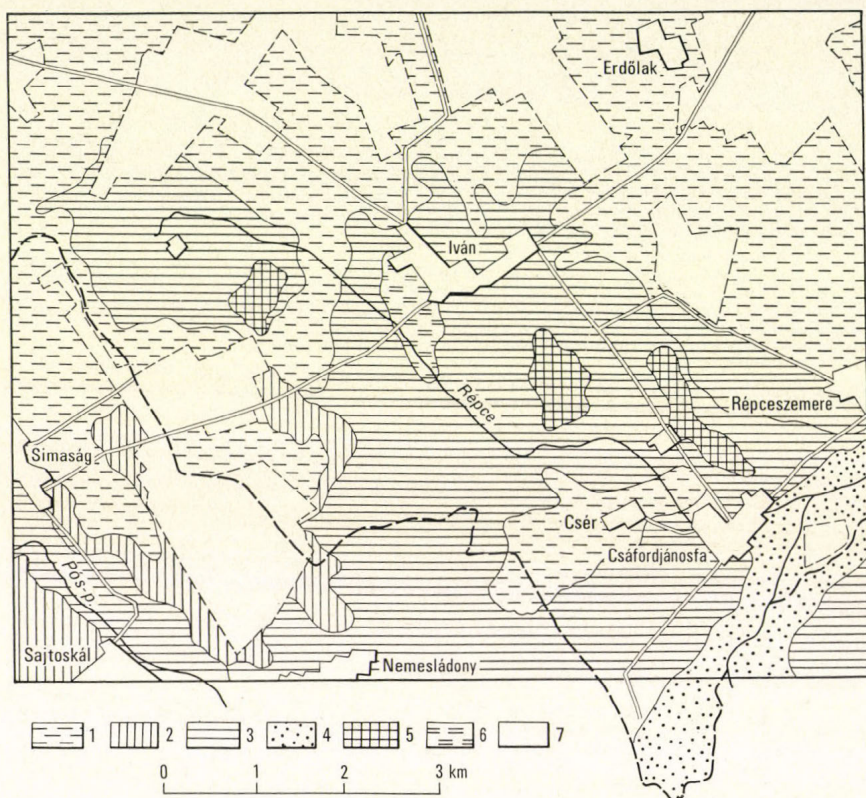 Erdőlak
Iván
Répce
Répceszemere
Simaság
Csér
Csáfordjánosfa
Pós-p.
Sajtoskál
Nemesládony
1 2 3 4 5 6 7
0 1 2 3 km